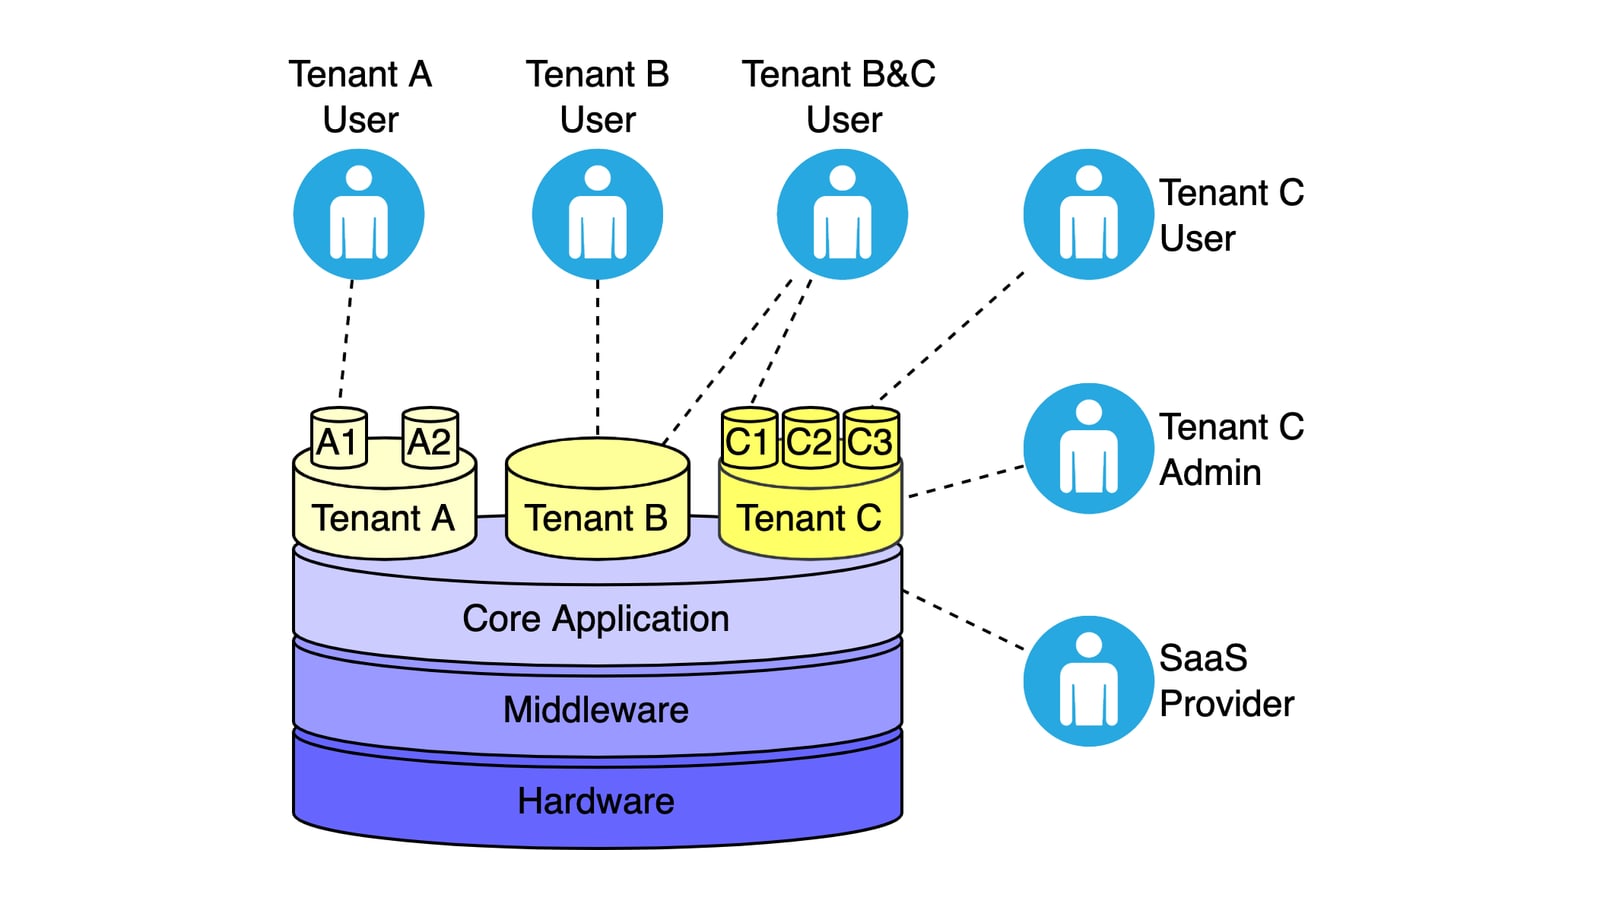 Tenant A
User
Tenant B
User
Tenant B&C
User
Tenant C
User
Tenant C
Admin
SaaS
Provider
A1
A2
C1
C2
C3
Tenant A
Tenant B
Tenant C
Core Application
Middleware
Hardware